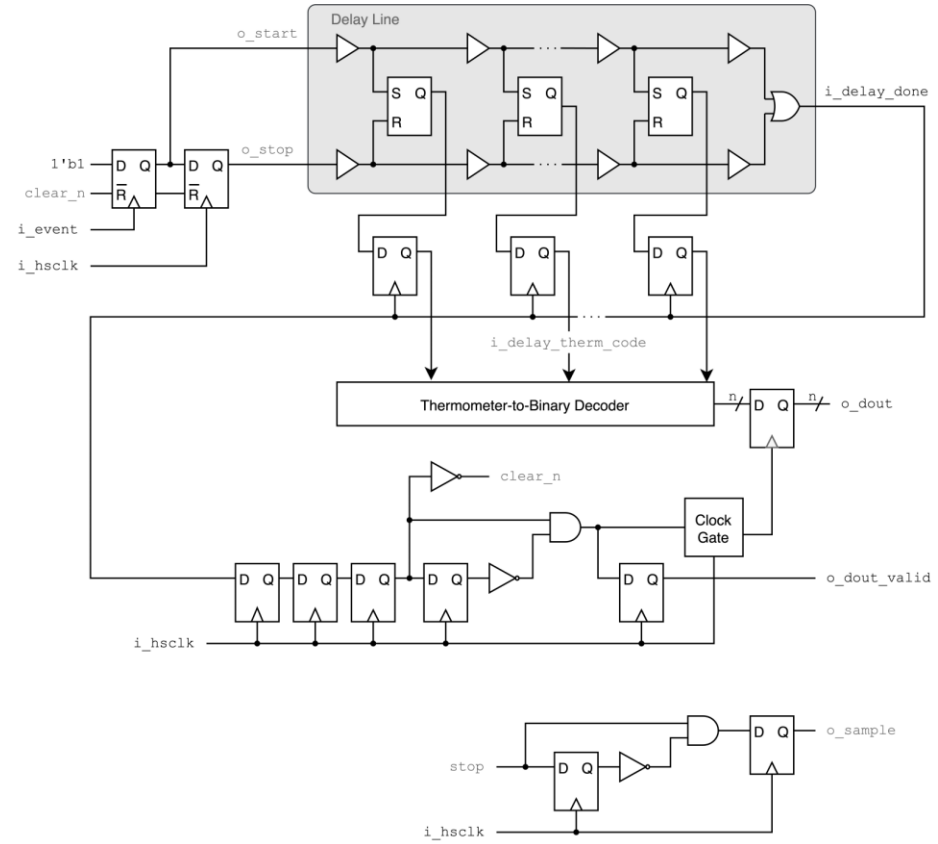 Delay Line
o_start
S Q
R
S Q
R
S Q
R
i_delay_done
o_stop
1'b1
D Q
R̅
D Q
R̅
clear_n
i_event
i_hsclk
D Q
D Q
D Q
...
i_delay_therm_code
Thermometer-to-Binary Decoder
n
D Q
n
o_dout
clear_n
Clock
Gate
D Q
D Q
D Q
D Q
D Q
o_dout_valid
i_hsclk
stop
D Q
D Q
o_sample
i_hsclk